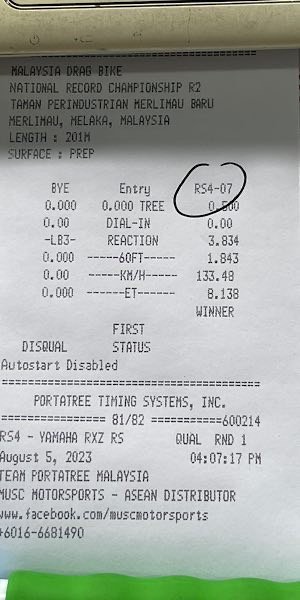 MALAYSIA DRAG BIKE
NATIONAL RECORD CHAMPIONSHIP R2
TAMAN PERINDUSTRIAN MERLIMAU BARU
MERLIMAU, MELAKA, MALAYSIA
LENGTH : 201M
SURFACE : PREP
BYE Entry RS4-07
0.000 0.000 TREE 0.500
0.00 DIAL-IN 0.00
-LB3- REACTION 3.834
0.000 ------60FT----- 1.843
0.00 -----KM/H----- 133.48
0.000 ------ET----- 8.138
WINNER
FIRST
DISQUAL STATUS
Autostart Disabled
=====================================
PORTATREE TIMING SYSTEMS, INC.
=============== 81/82 ==========600214
RS4 - YAMAHA RXZ RS QUAL RND 1
August 5, 2023 04:07:17 PM
TEAM PORTATREE MALAYSIA
MUSC MOTORSPORTS - ASEAN DISTRIBUTOR
www.facebook.com/muscmotorsports
+6016-6681490